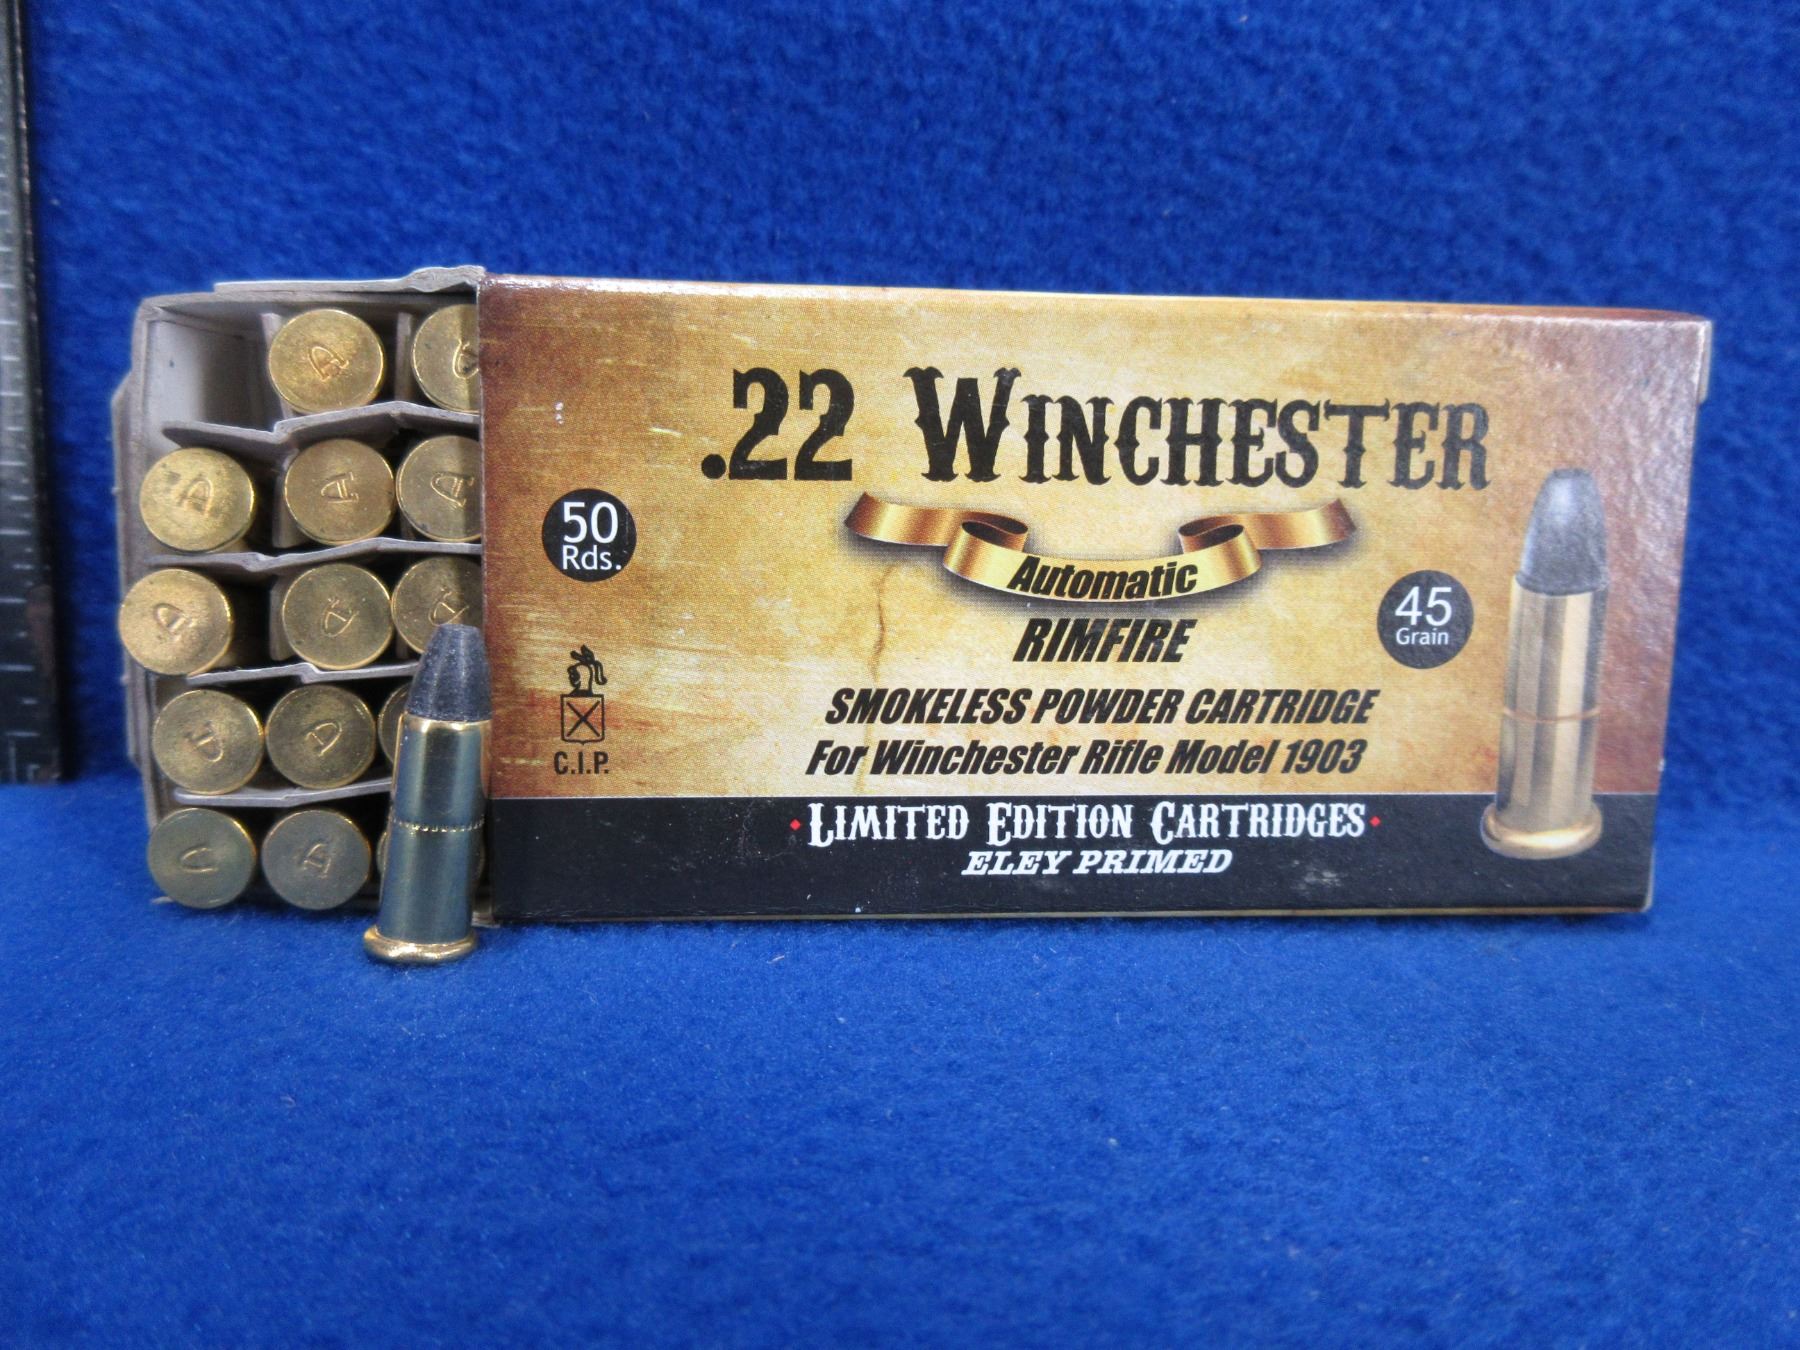 .22 WINCHESTER
50
Rds.
Automatic
RIMFIRE
45
Grain
SMOKELESS POWDER CARTRIDGE
For Winchester Rifle Model 1903
C.I.P.
LIMITED EDITION CARTRIDGES
ELEY PRIMED
A
A
A
A
A
A
A
A
A
A
A